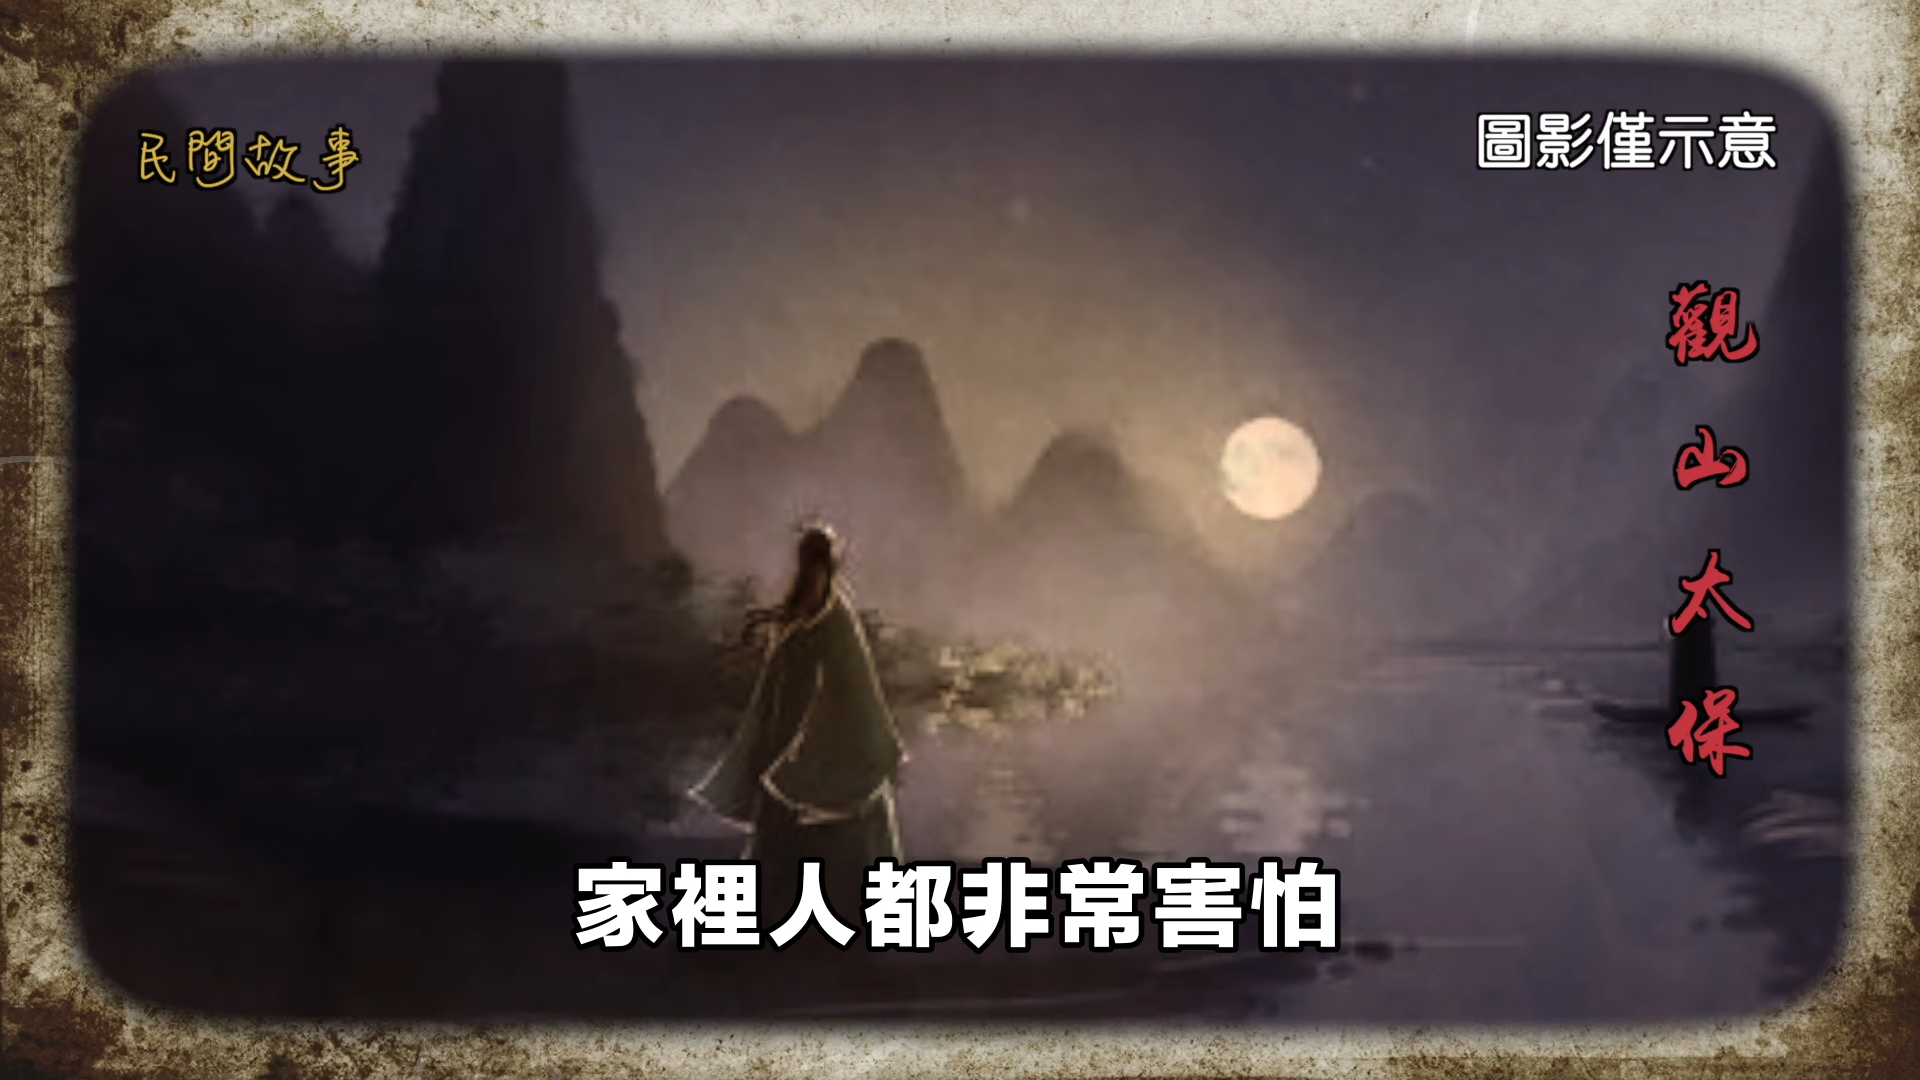 民間故事
圖影僅示意
觀山太保
家裡人都非常害怕